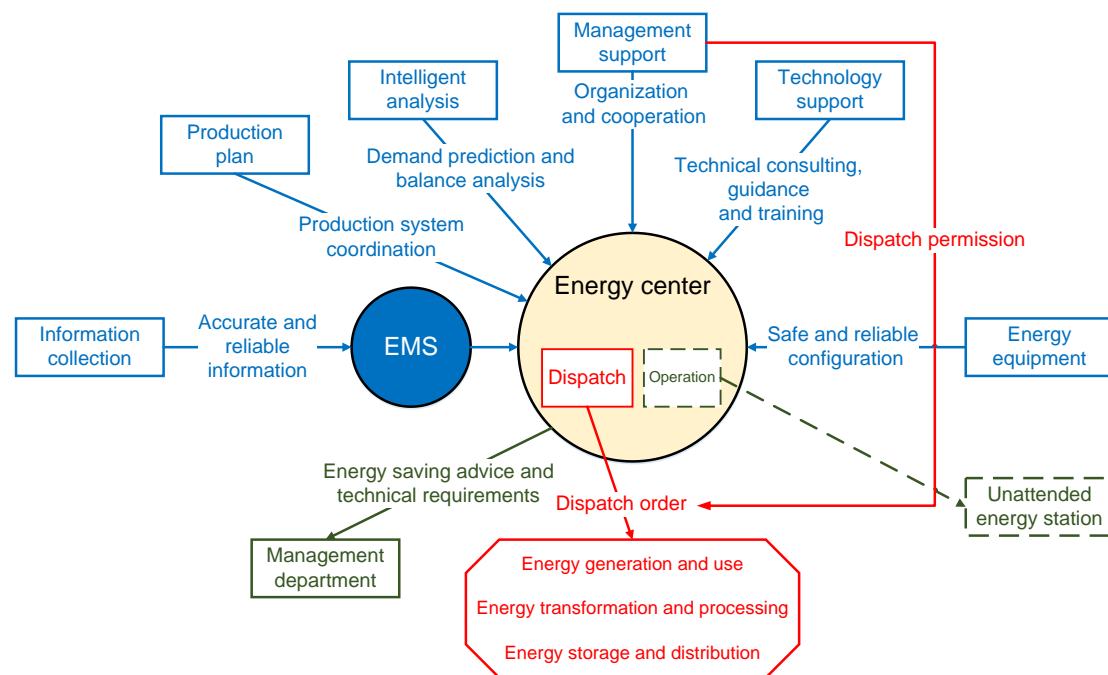 Management
support
Intelligent
analysis
Technology
support
Organization
and cooperation
Production
plan
Demand prediction and
balance analysis
Technical consulting,
guidance
and training
Production system
coordination
Dispatch permission
Energy center
Information
collection
Accurate and
reliable
information
EMS
Safe and reliable
configuration
Energy
equipment
Dispatch
Operation
Energy saving advice and
technical requirements
Dispatch order
Unattended
energy station
Management
department
Energy generation and use
Energy transformation and processing
Energy storage and distribution